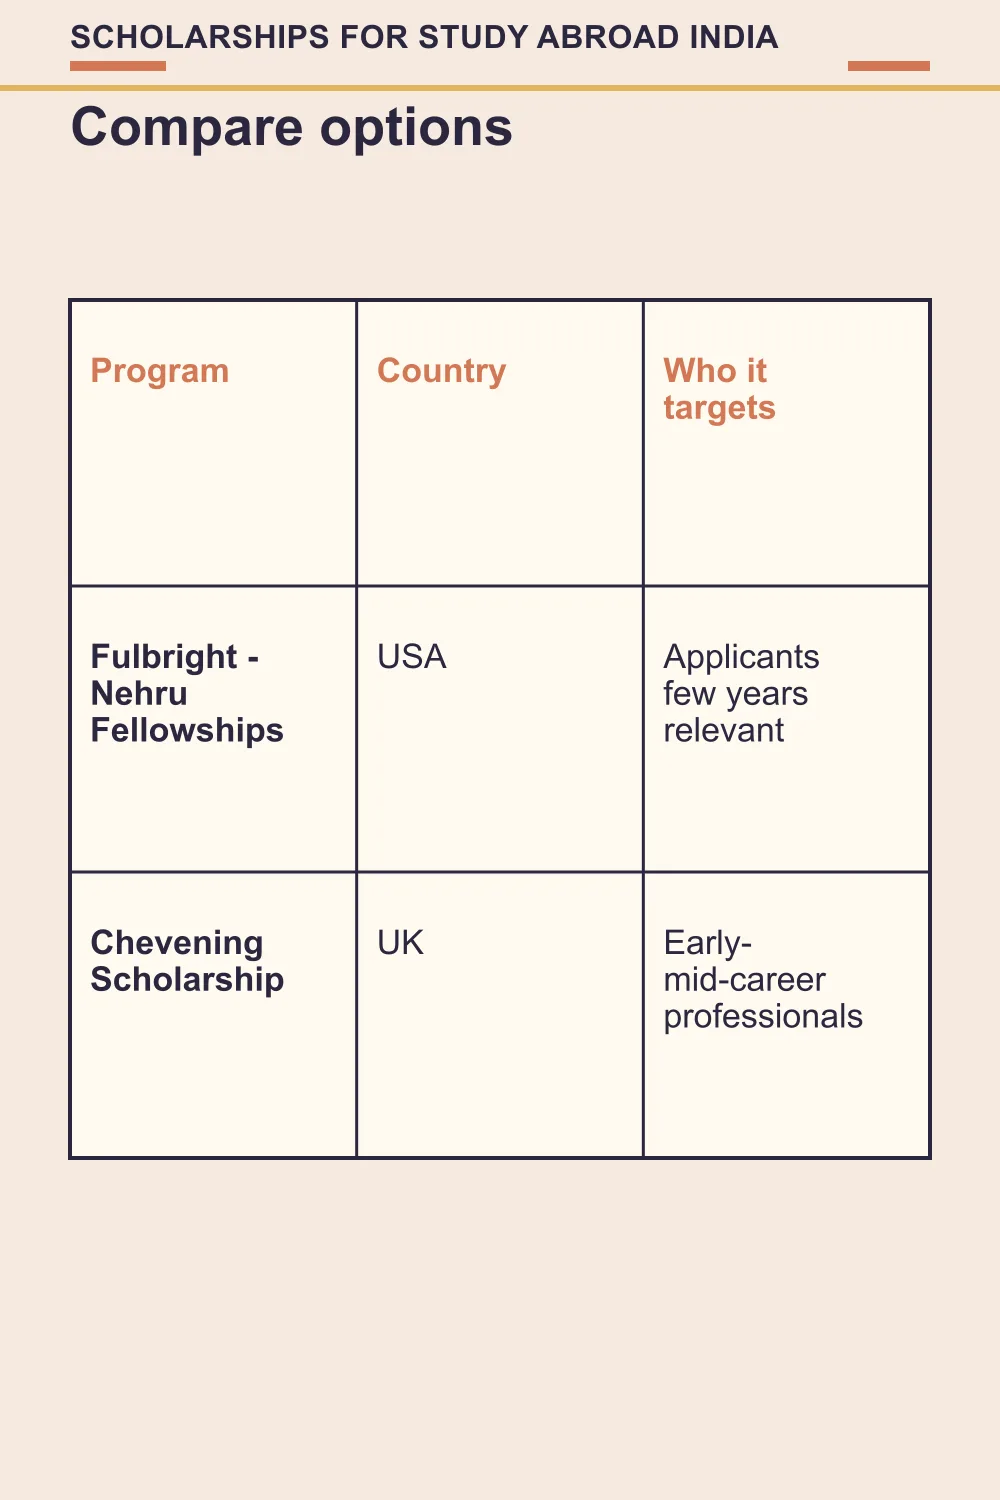 SCHOLARSHIPS FOR STUDY ABROAD INDIA
Compare options
Program
Country
Who it
targets
Fulbright -
Nehru
Fellowships
USA
Applicants
few years
relevant
Chevening
Scholarship
UK
Early-
mid-career
professionals